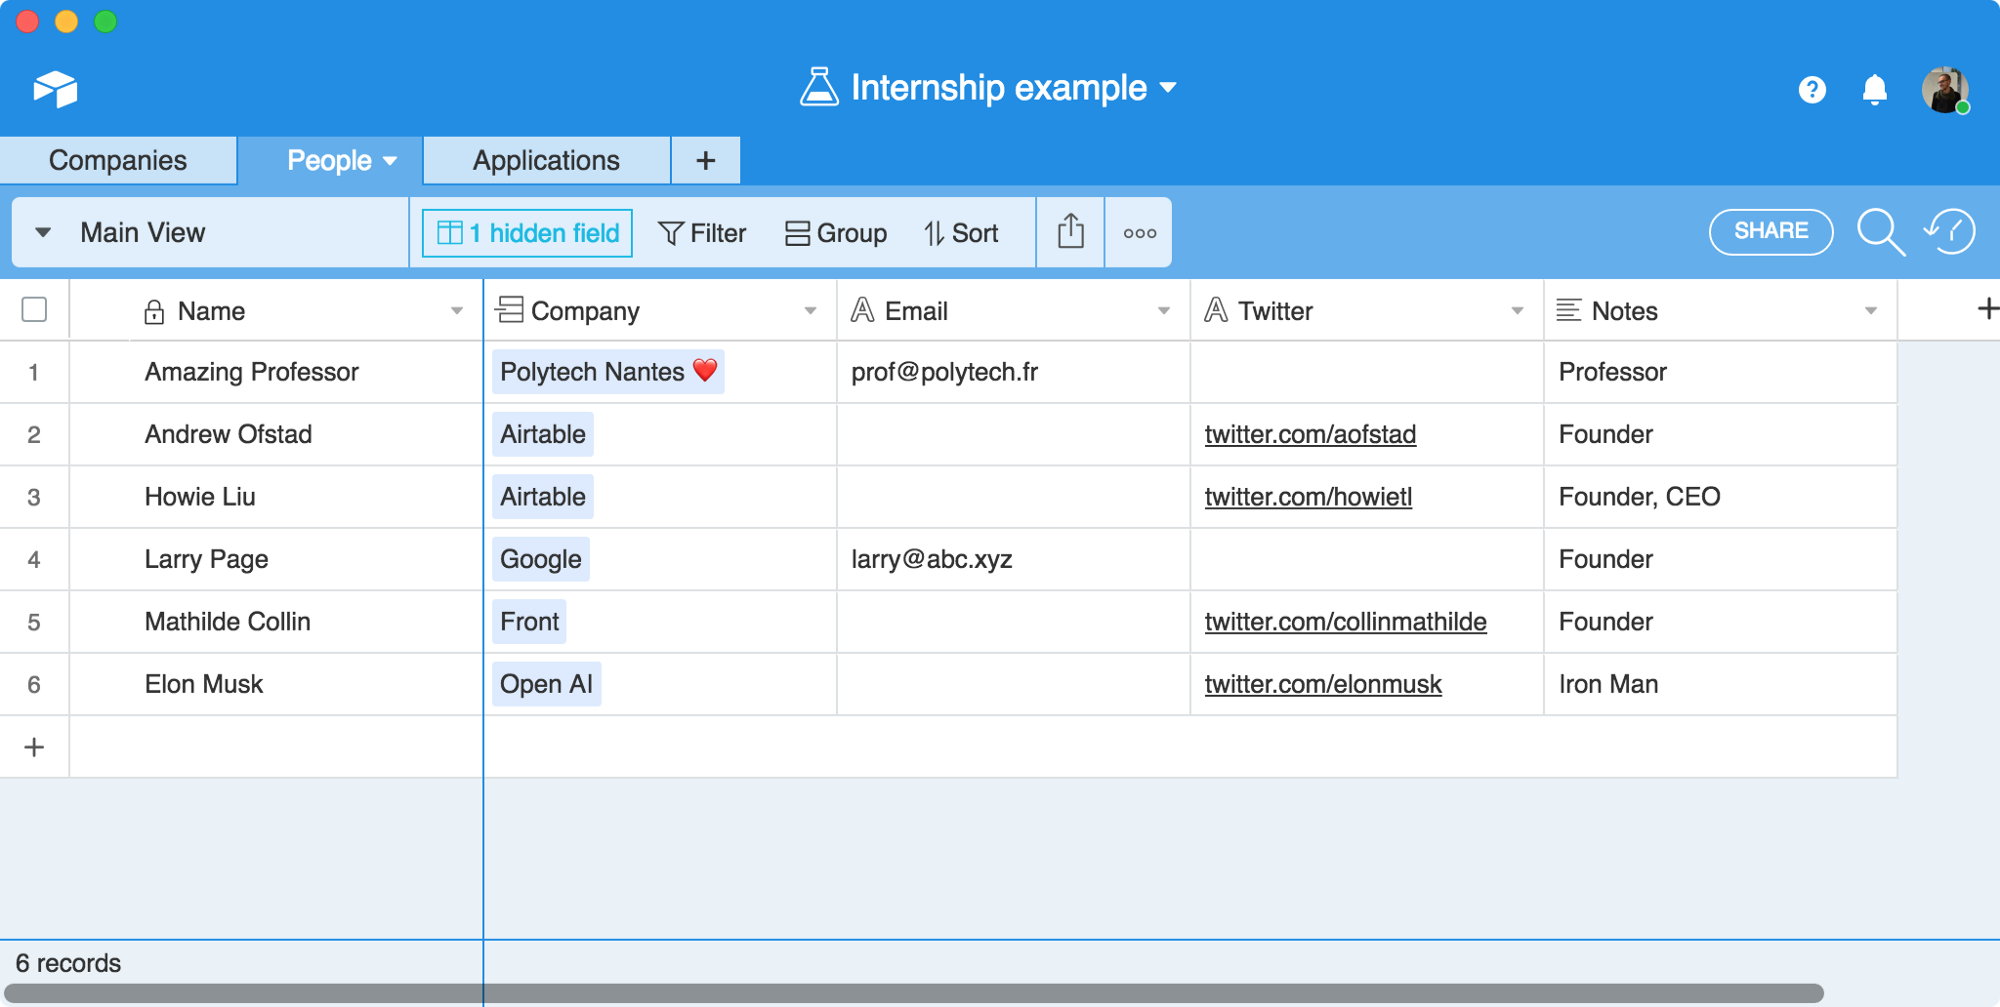 Internship example
Companies People Applications +
Main View 1 hidden field Filter Group Sort SHARE
Name Company Email Twitter Notes
1 Amazing Professor Polytech Nantes ❤️ prof@polytech.fr Professor
2 Andrew Ofstad Airtable twitter.com/aofstad Founder
3 Howie Liu Airtable twitter.com/howietl Founder, CEO
4 Larry Page Google larry@abc.xyz Founder
5 Mathilde Collin Front twitter.com/collinmathilde Founder
6 Elon Musk Open AI twitter.com/elonmusk Iron Man
+
6 records